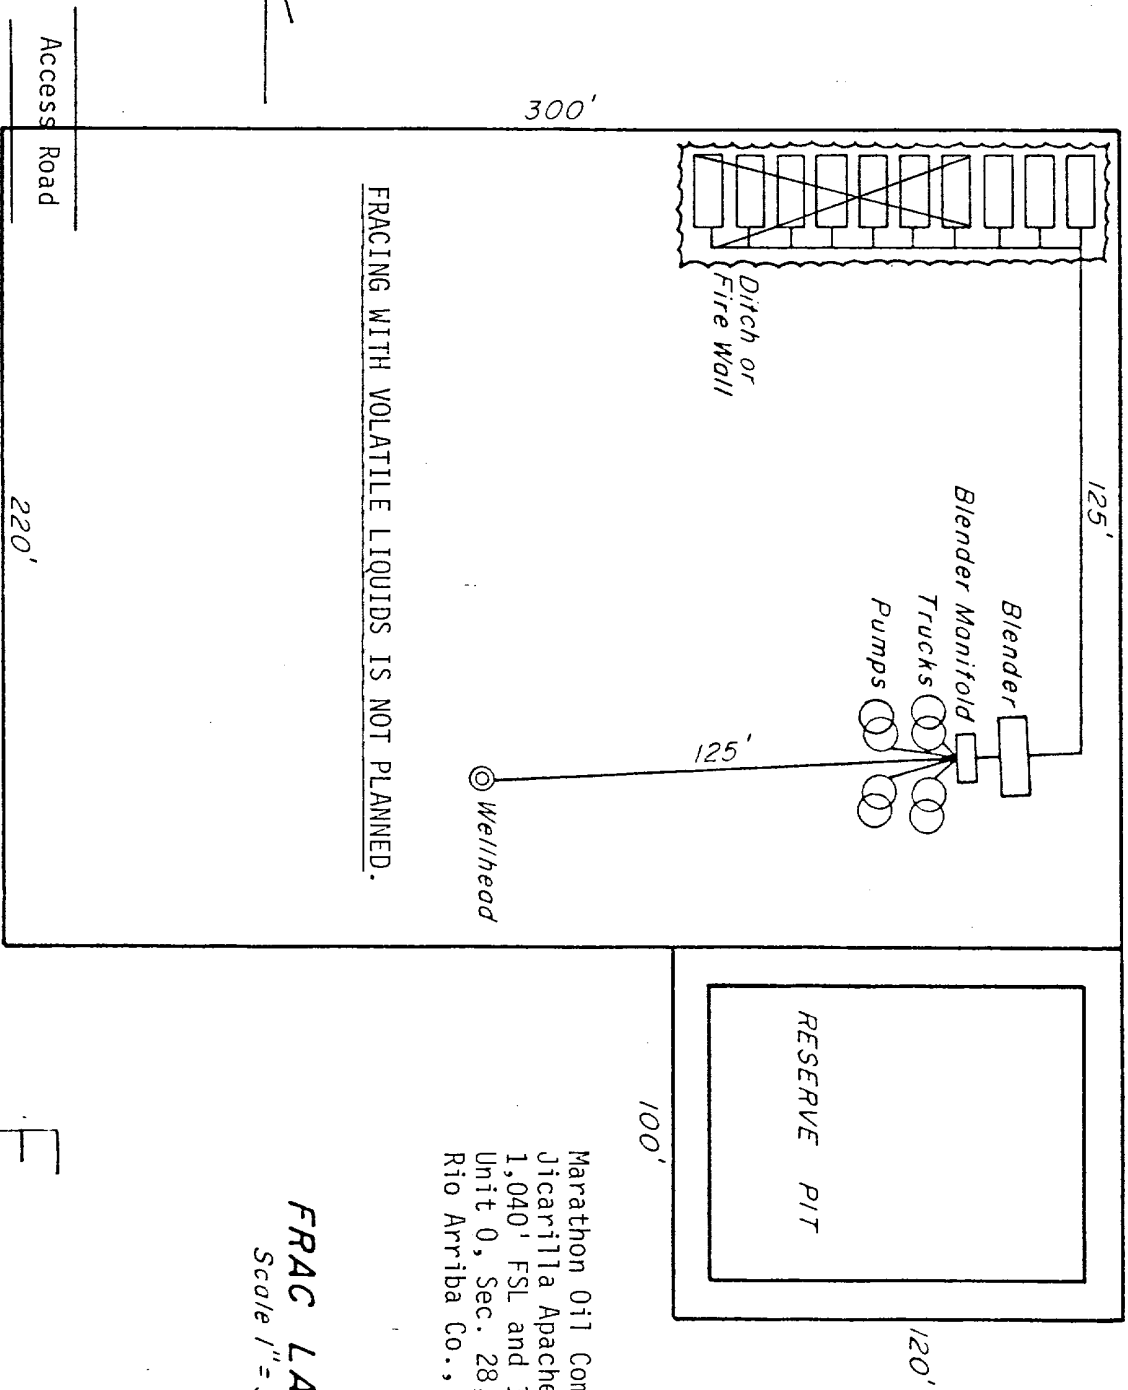 Access Road
300'
Ditch or
Fire Wall
125'
Blender
Blender Manifold
Trucks
Pumps
125'
Wellhead
FRACING WITH VOLATILE LIQUIDS IS NOT PLANNED.
220'
RESERVE PIT
100'
120'
Marathon Oil
Jicarilla Apache
1,040' FSL and
Unit O, Sec. 28
Rio Arriba Co.,
FRAC
Scale 1"=